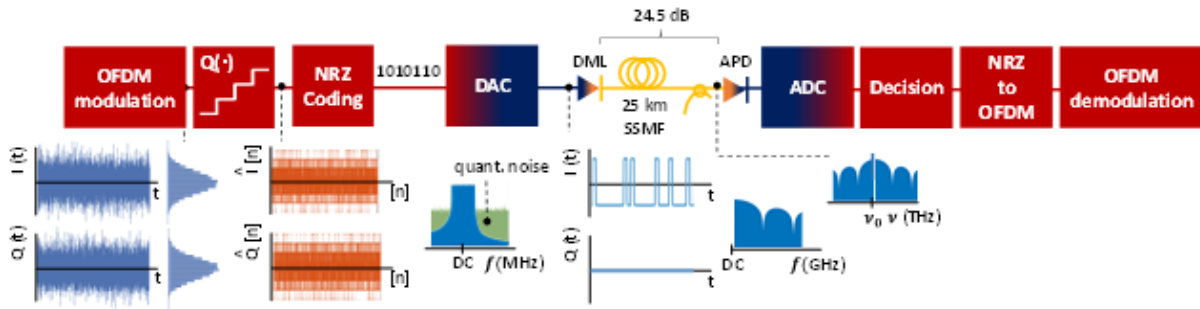 24.5 dB
OFDM
modulation
Q(·)
NRZ
Coding
1010110
DAC
DML
25 km
SSMF
APD
ADC
Decision
NRZ
to
OFDM
OFDM
demodulation
I (t)
t
^ I [n]
[n]
quant. noise
DC f(MHz)
I (t)
t
ν₀ ν (THz)
Q (t)
t
^ Q [n]
[n]
Q (t)
t
DC f(GHz)